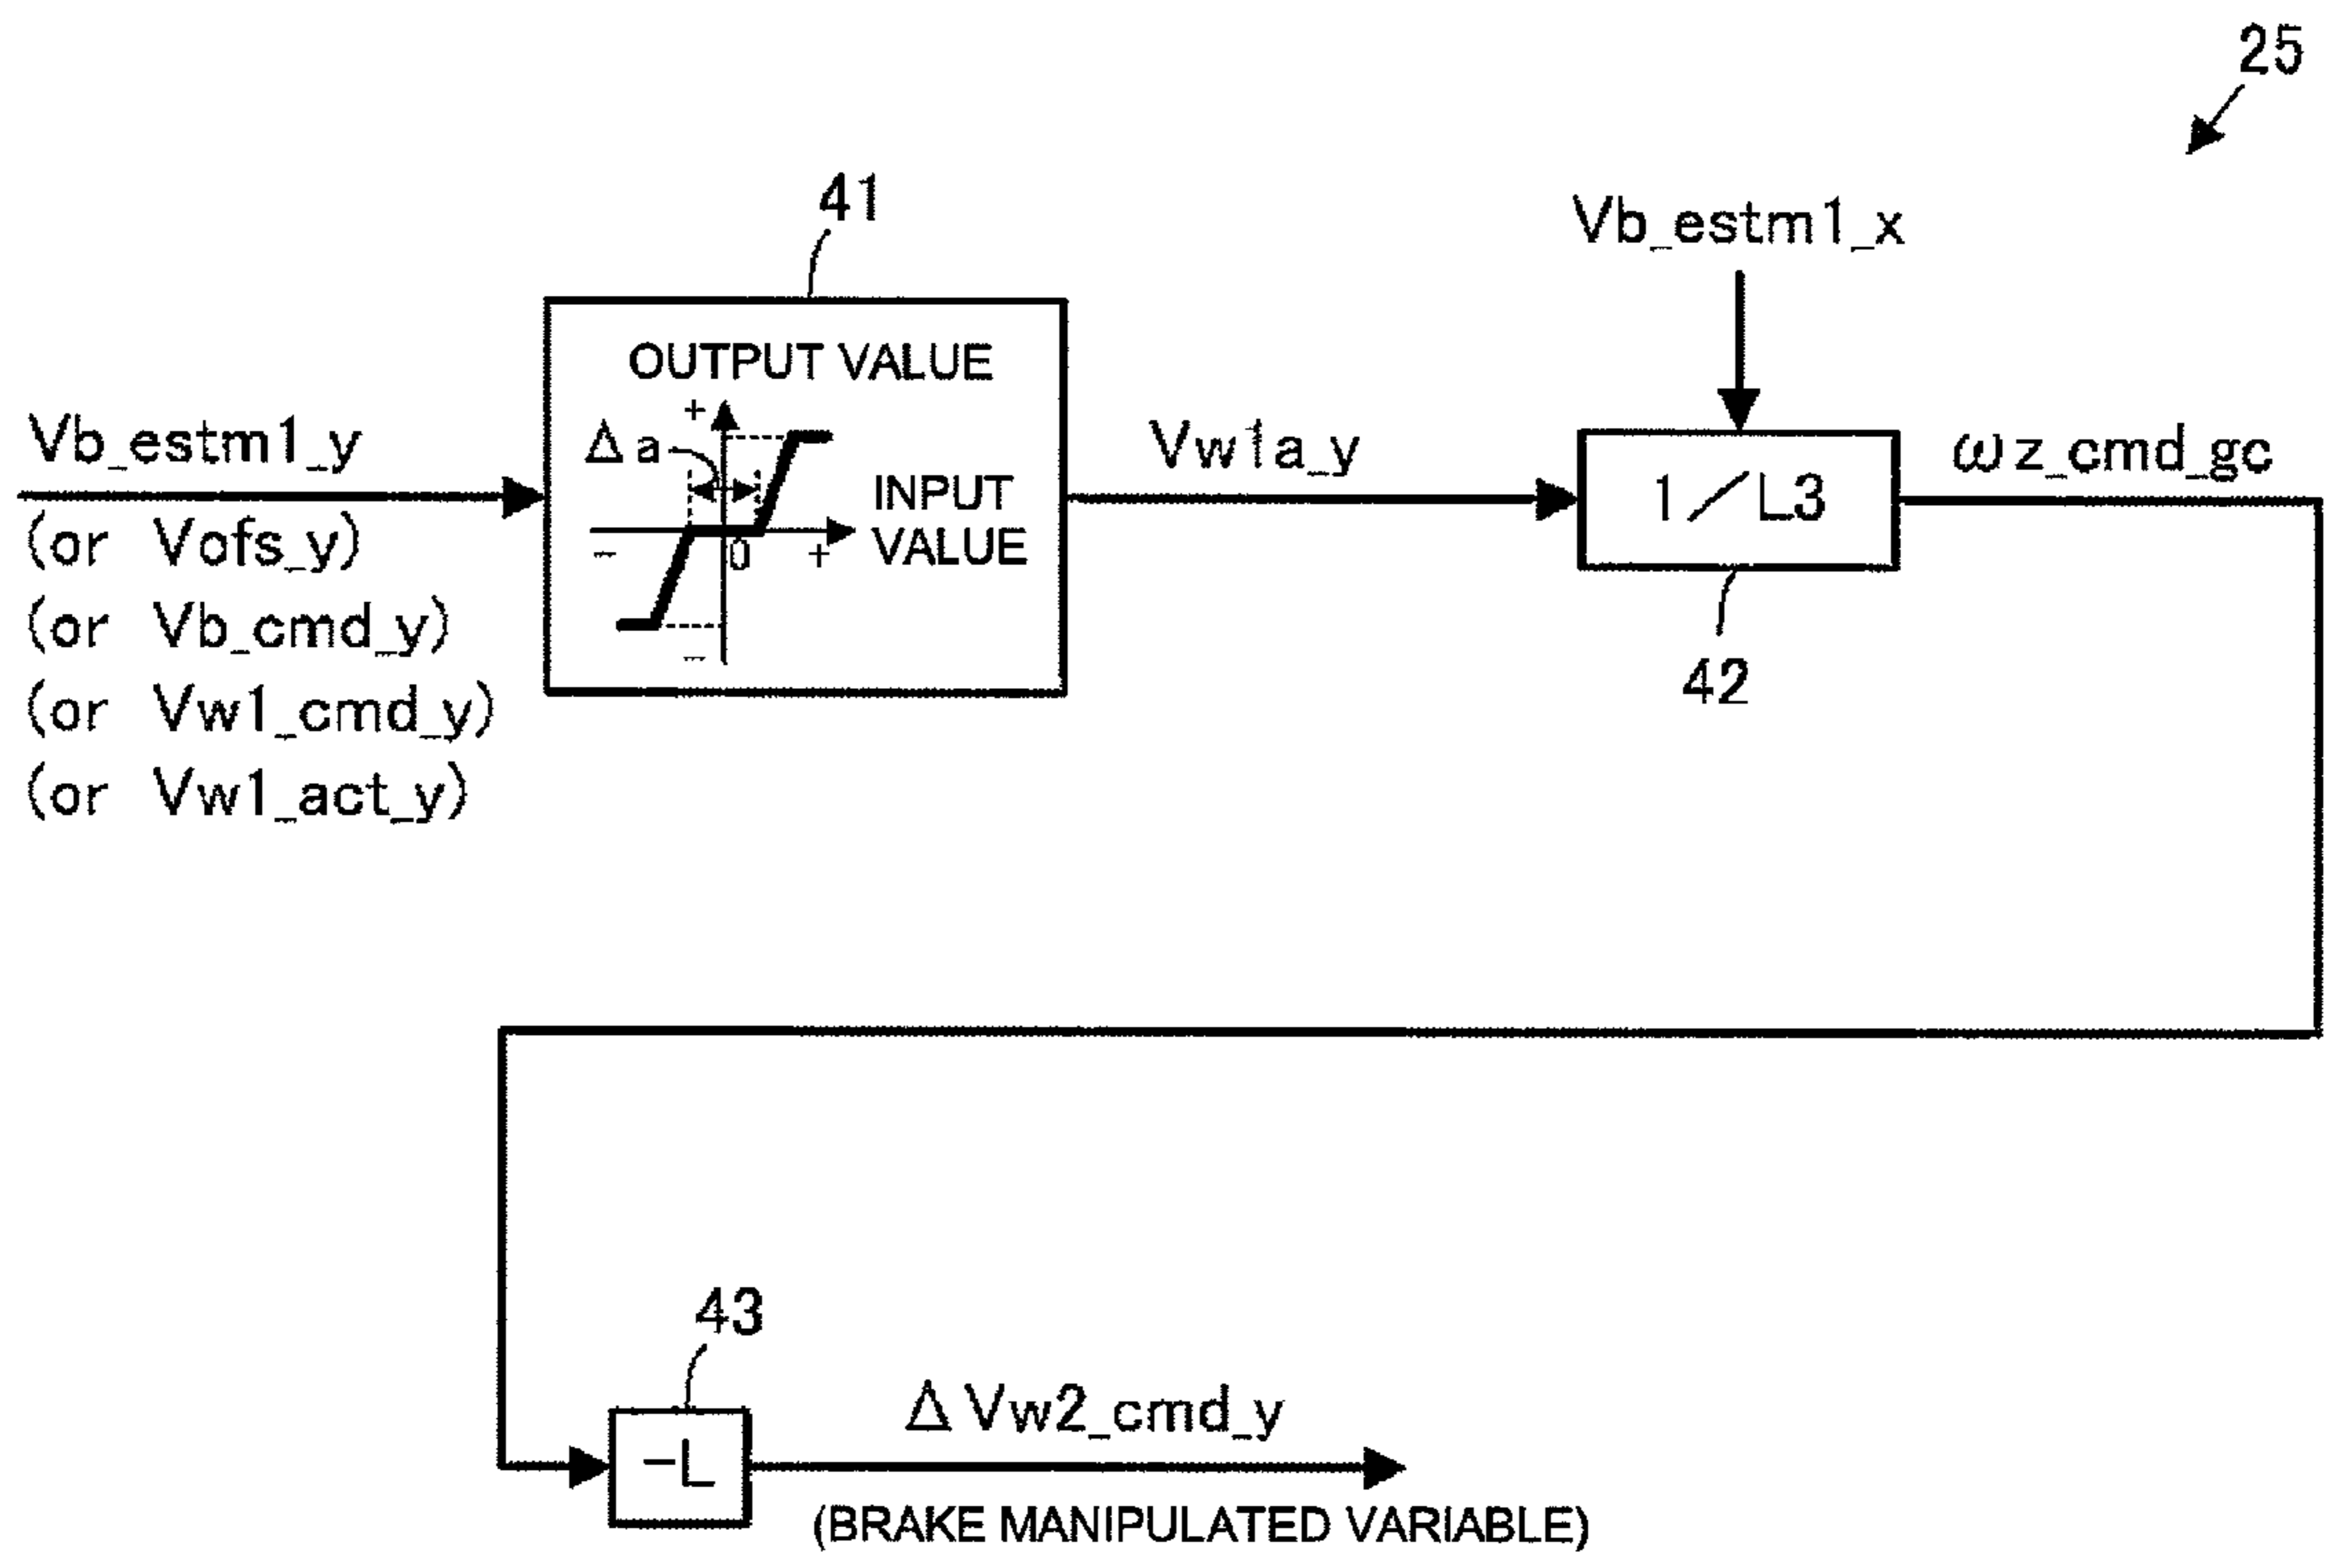 25
41
Vb_estm1_x
OUTPUT VALUE
+
Δa
Vb_estm1_y
INPUT
VALUE
- 0 +
-
Vw1a_y
1/L3
ωz_cmd_gc
(or Vofs_y)
(or Vb_cmd_y)
(or Vw1_cmd_y)
(or Vw1_act_y)
42
43
-L
ΔVw2_cmd_y
(BRAKE MANIPULATED VARIABLE)